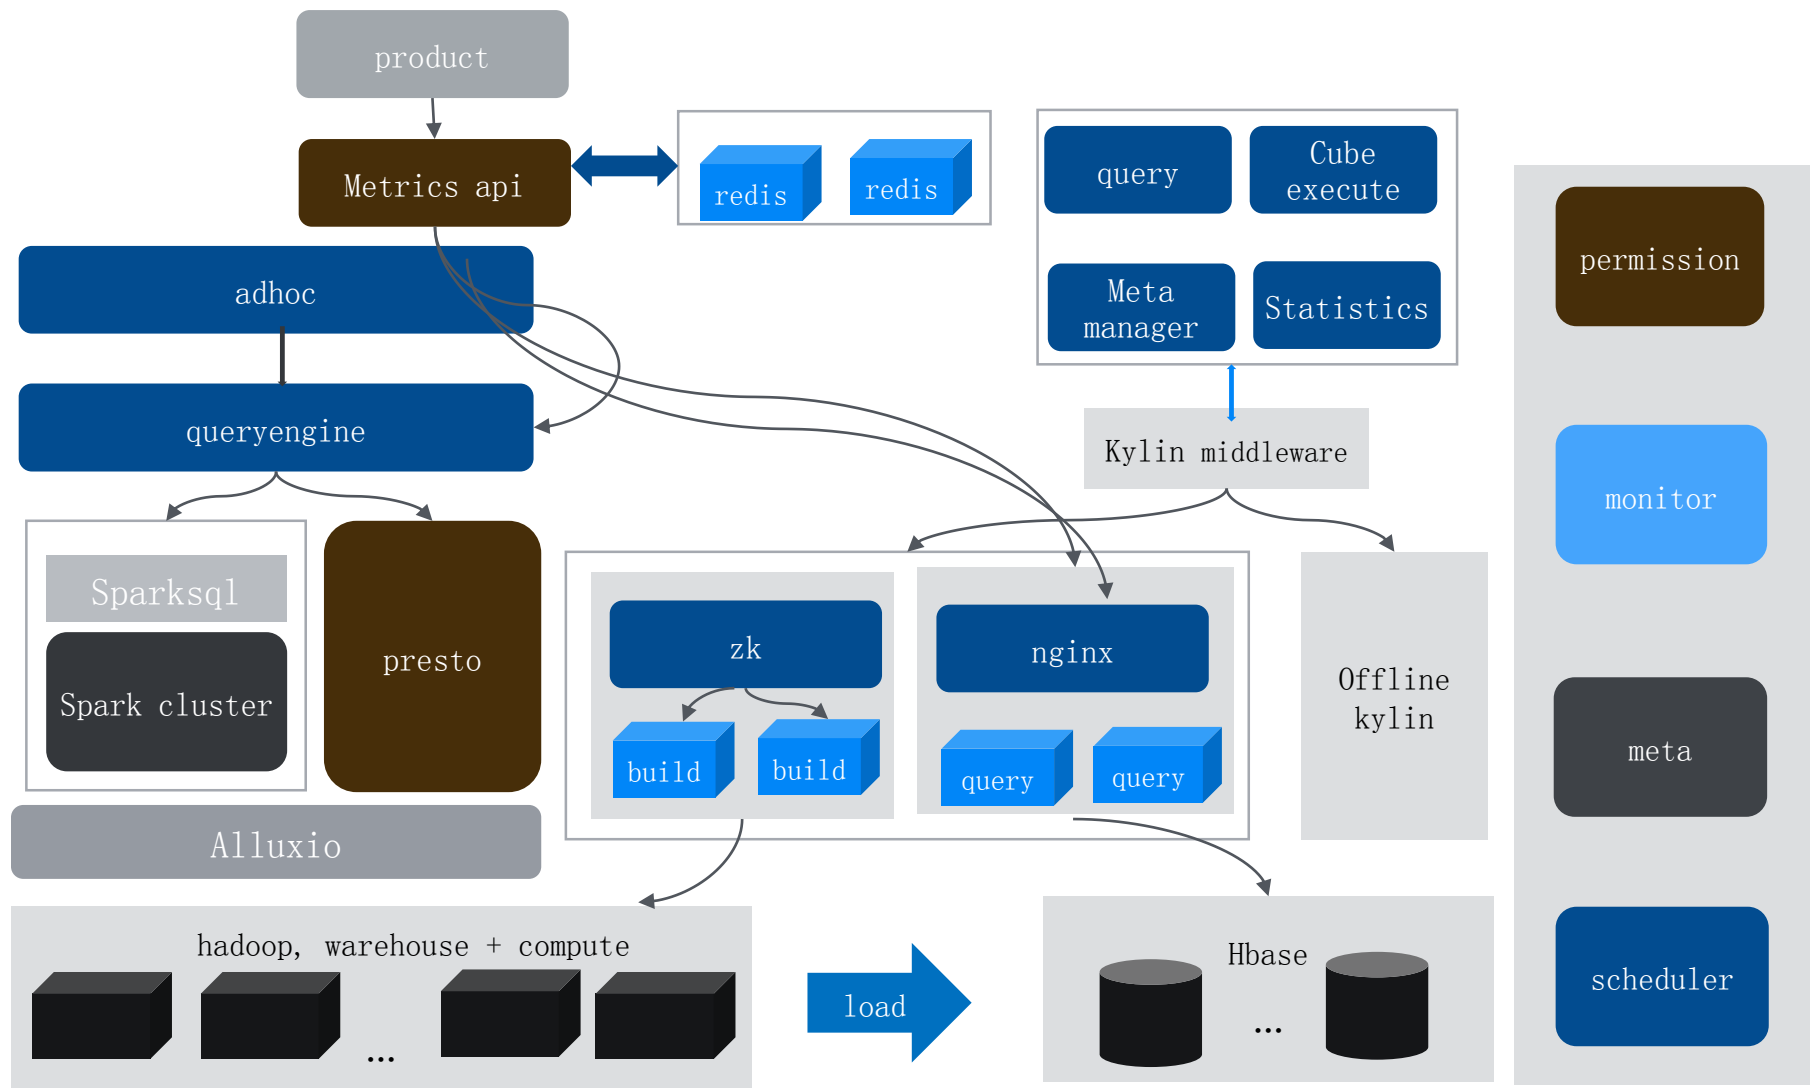 product
Metrics api
redis
redis
query
Cube
execute
Meta
manager
Statistics
adhoc
queryengine
Kylin middleware
Sparksql
Spark cluster
presto
zk
build
build
nginx
query
query
Offline
kylin
Alluxio
hadoop, warehouse + compute
...
load
Hbase
...
permission
monitor
meta
scheduler